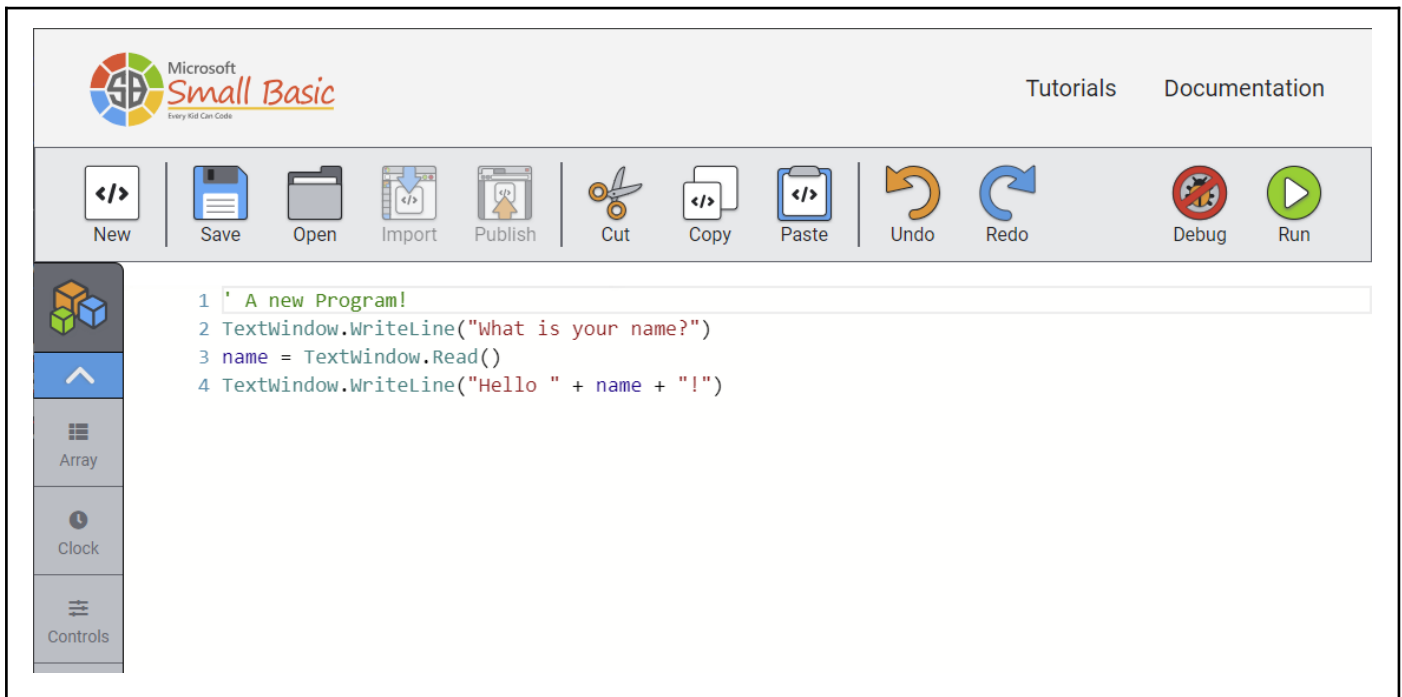 Microsoft
Small Basic
Every Kid Can Code
Tutorials Documentation
New Save Open Import Publish Cut Copy Paste Undo Redo Debug Run
1 ' A new Program!
2 TextWindow.WriteLine("What is your name?")
3 name = TextWindow.Read()
4 TextWindow.WriteLine("Hello " + name + "!")
Array
Clock
Controls